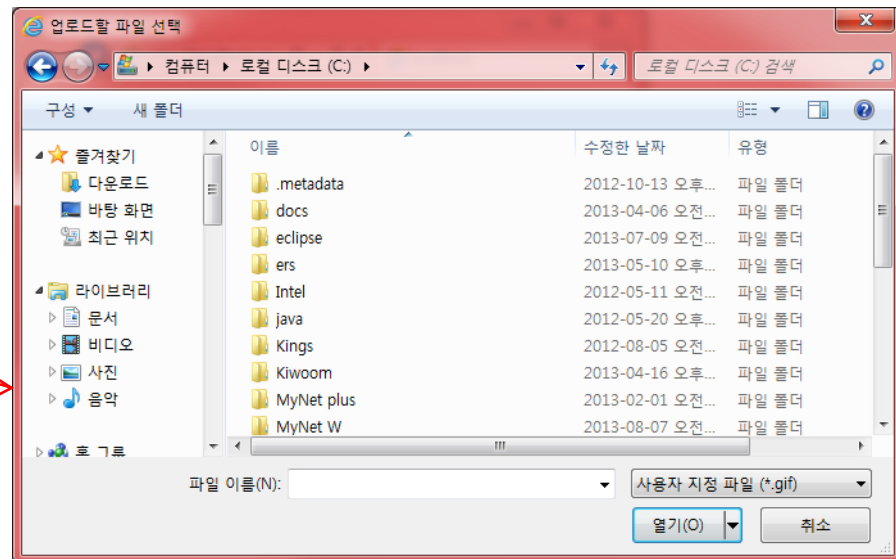 업로드할 파일 선택
컴퓨터 ▸ 로컬 디스크 (C:) ▸
로컬 디스크 (C:) 검색
구성 ▼ 새 폴더
즐겨찾기
다운로드
바탕 화면
최근 위치
라이브러리
문서
비디오
사진
음악
홈 그룹
이름 수정한 날짜 유형
.metadata 2012-10-13 오후... 파일 폴더
docs 2013-04-06 오전... 파일 폴더
eclipse 2013-07-09 오전... 파일 폴더
ers 2013-05-10 오후... 파일 폴더
Intel 2012-05-11 오전... 파일 폴더
java 2012-05-20 오후... 파일 폴더
Kings 2012-08-05 오전... 파일 폴더
Kiwoom 2013-04-16 오후... 파일 폴더
MyNet plus 2013-02-01 오전... 파일 폴더
MyNet W 2013-08-07 오전... 파일 폴더
파일 이름(N):
사용자 지정 파일 (*.gif)
열기(O) 취소